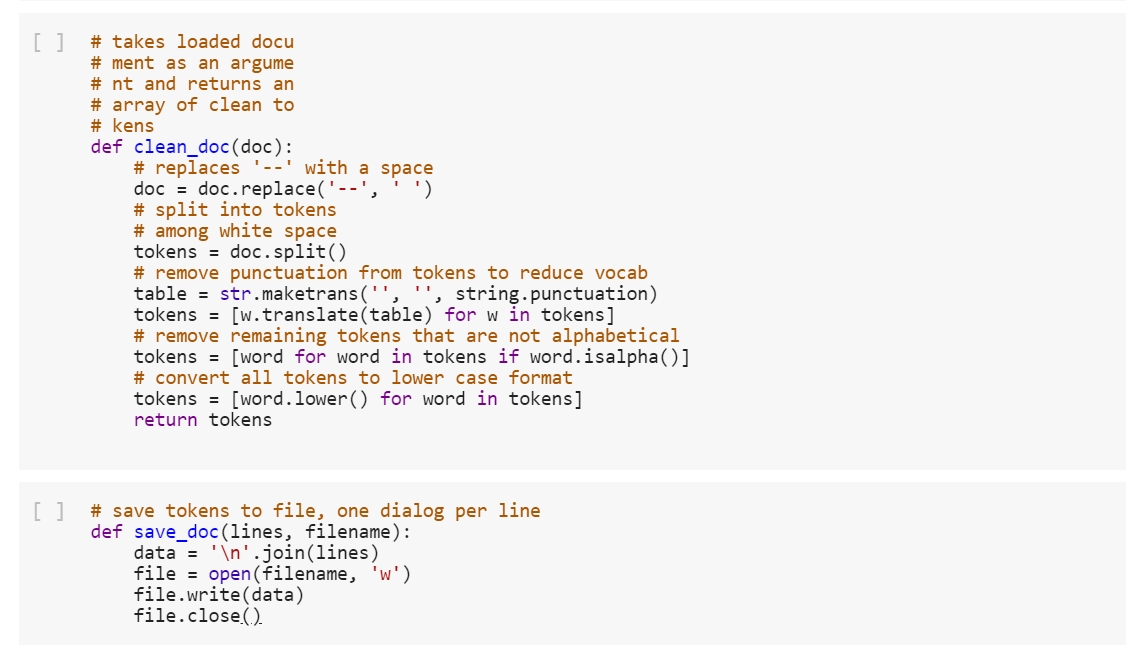 [ ] # takes loaded docu
# ment as an argume
# nt and returns an
# array of clean to
# kens
def clean_doc(doc):
    # replaces '--' with a space
    doc = doc.replace('--', ' ')
    # split into tokens
    # among white space
    tokens = doc.split()
    # remove punctuation from tokens to reduce vocab
    table = str.maketrans('', '', string.punctuation)
    tokens = [w.translate(table) for w in tokens]
    # remove remaining tokens that are not alphabetical
    tokens = [word for word in tokens if word.isalpha()]
    # convert all tokens to lower case format
    tokens = [word.lower() for word in tokens]
    return tokens
[ ] # save tokens to file, one dialog per line
def save_doc(lines, filename):
    data = '\n'.join(lines)
    file = open(filename, 'w')
    file.write(data)
    file.close()